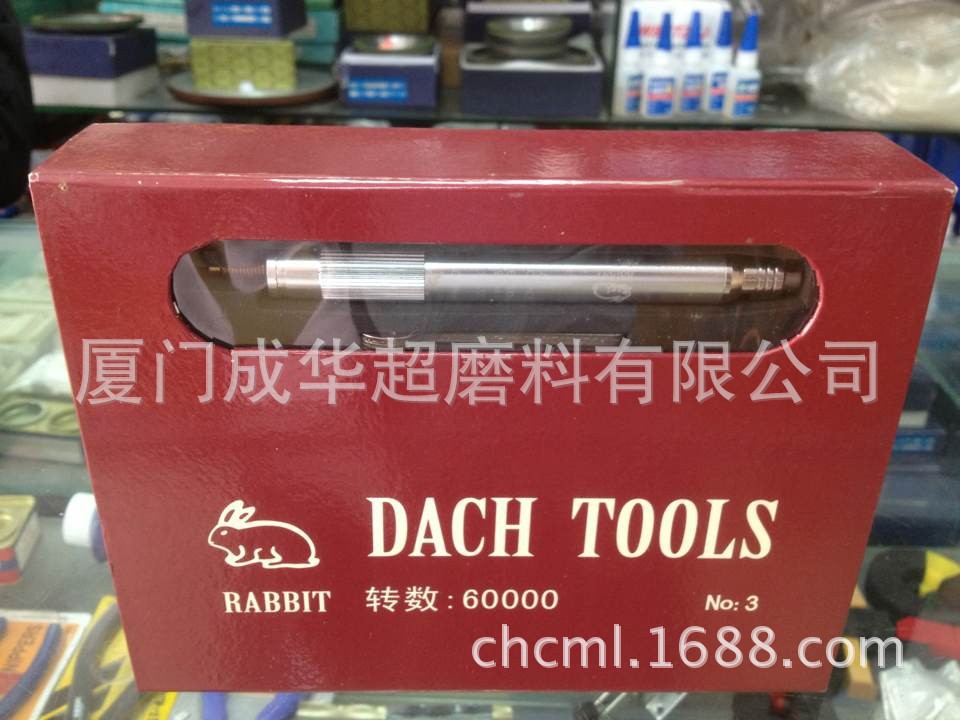 厦门成华超磨料有限公司
DACH TOOLS
RABBIT
转数:60000
No:3
chcml.1688.com